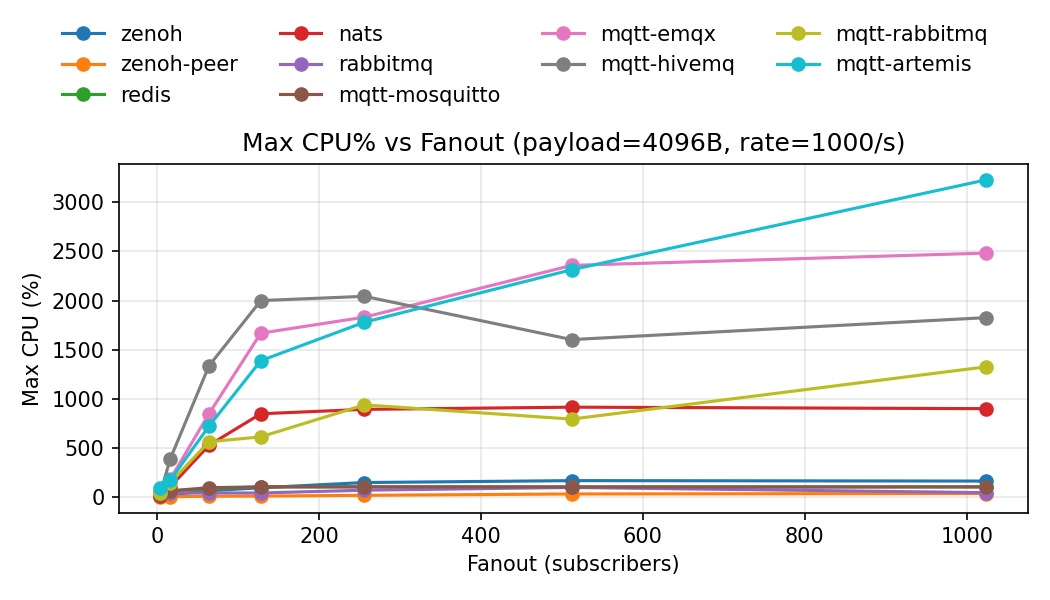 zenoh nats mqtt-emqx mqtt-rabbitmq
zenoh-peer rabbitmq mqtt-hivemq mqtt-artemis
redis mqtt-mosquitto
Max CPU% vs Fanout (payload=4096B, rate=1000/s)
3000
2500
2000
1500
1000
500
0
Max CPU (%)
0 200 400 600 800 1000
Fanout (subscribers)